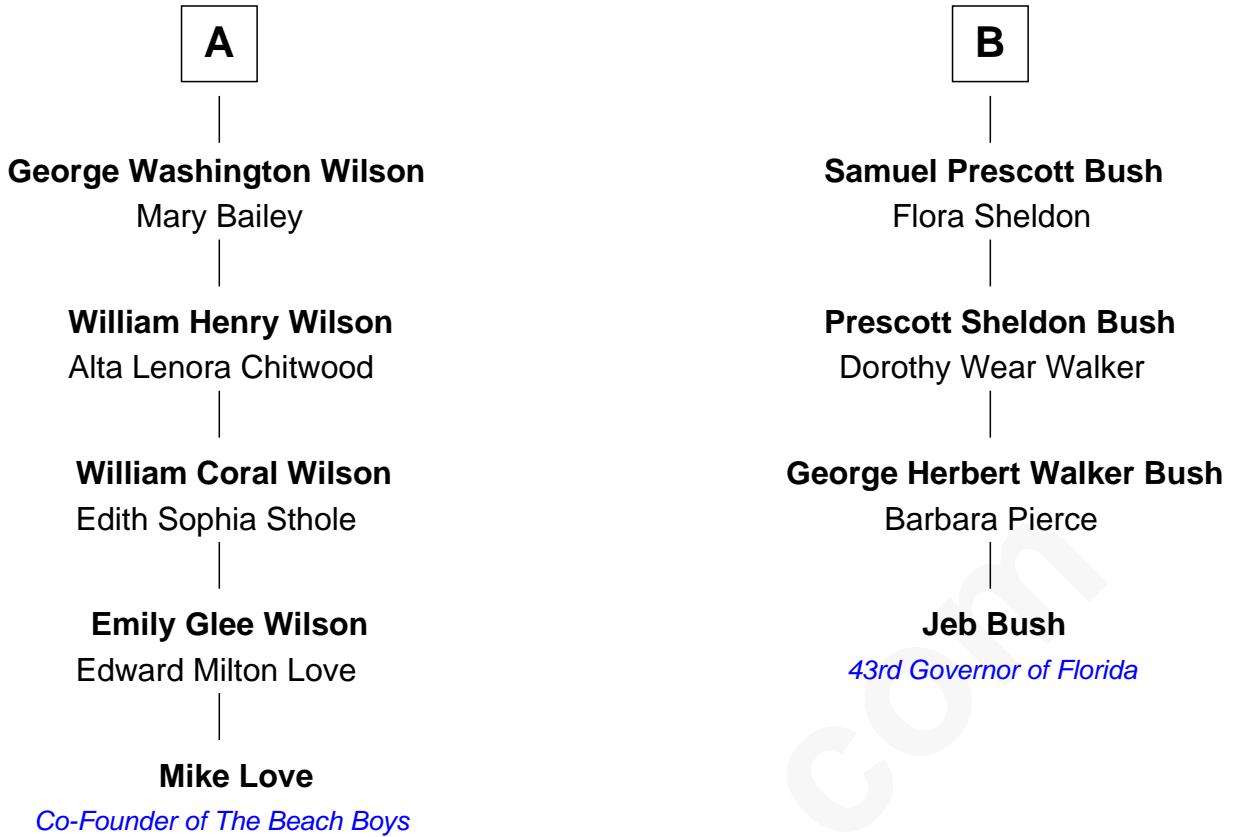 A
George Washington Wilson
Mary Bailey
William Henry Wilson
Alta Lenora Chitwood
William Coral Wilson
Edith Sophia Sthole
Emily Glee Wilson
Edward Milton Love
Mike Love
Co-Founder of The Beach Boys
B
Samuel Prescott Bush
Flora Sheldon
Prescott Sheldon Bush
Dorothy Wear Walker
George Herbert Walker Bush
Barbara Pierce
Jeb Bush
43rd Governor of Florida
com